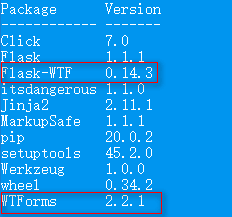 Package Version
------------ -------
Click 7.0
Flask 1.1.1
Flask-WTF 0.14.3
itsdangerous 1.1.0
Jinja2 2.11.1
MarkupSafe 1.1.1
pip 20.0.2
setuptools 45.2.0
Werkzeug 1.0.0
wheel 0.34.2
WTForms 2.2.1